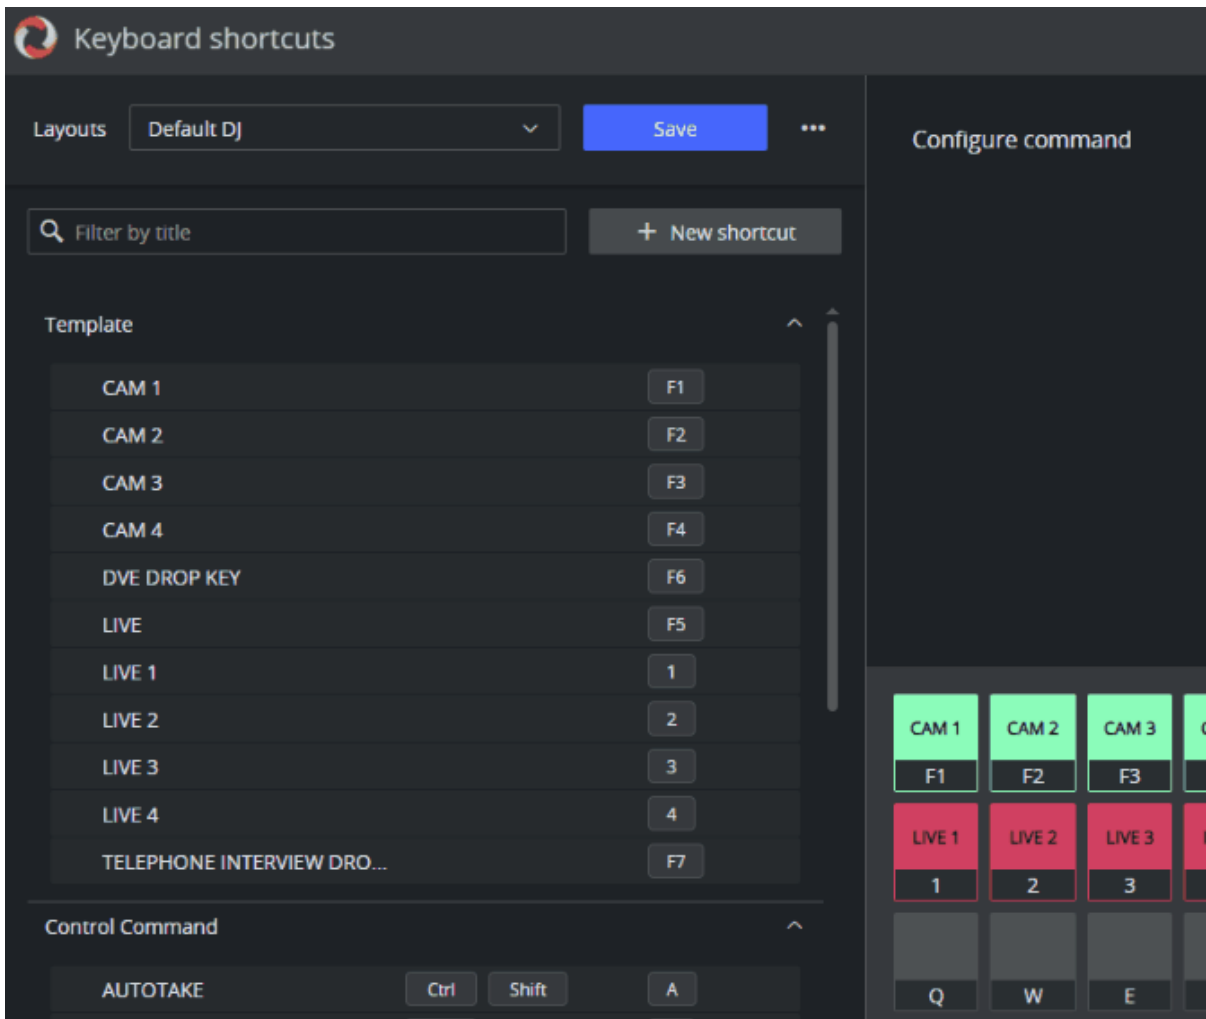 Keyboard shortcuts
Layouts Default DJ Save •••
Configure command
Filter by title + New shortcut
Template
CAM 1 F1
CAM 2 F2
CAM 3 F3
CAM 4 F4
DVE DROP KEY F6
LIVE F5
LIVE 1 1
LIVE 2 2
LIVE 3 3
LIVE 4 4
TELEPHONE INTERVIEW DRO... F7
Control Command
AUTOTAKE Ctrl Shift A
CAM 1 CAM 2 CAM 3
F1 F2 F3
LIVE 1 LIVE 2 LIVE 3
1 2 3
Q W E